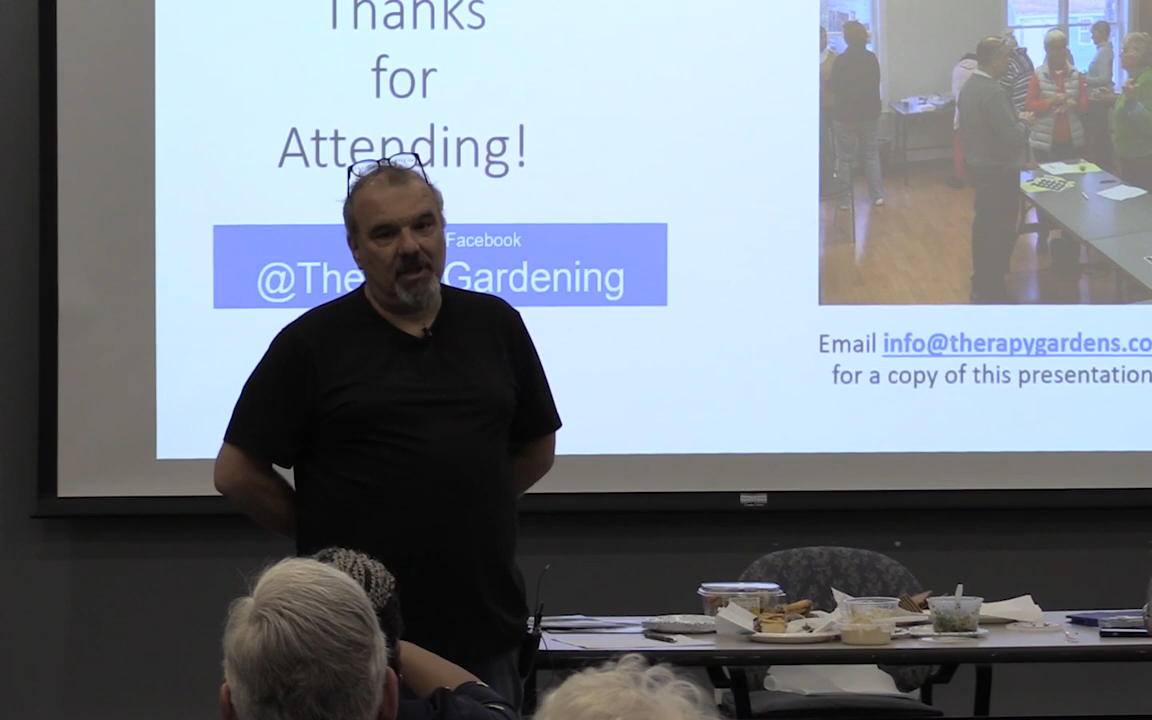 Thanks
for
Attending!
Facebook
@The Gardening
Email info@therapygardens.co
for a copy of this presentation